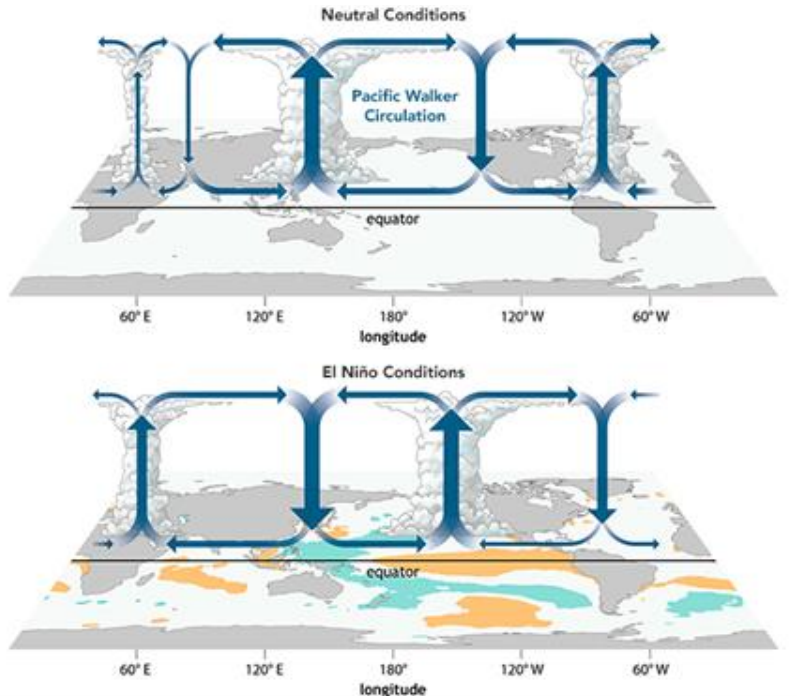 Neutral Conditions
Pacific Walker
Circulation
equator
60° E 120° E 180° 120° W 60° W
longitude
El Niño Conditions
equator
60° E 120° E 180° 120° W 60° W
longitude